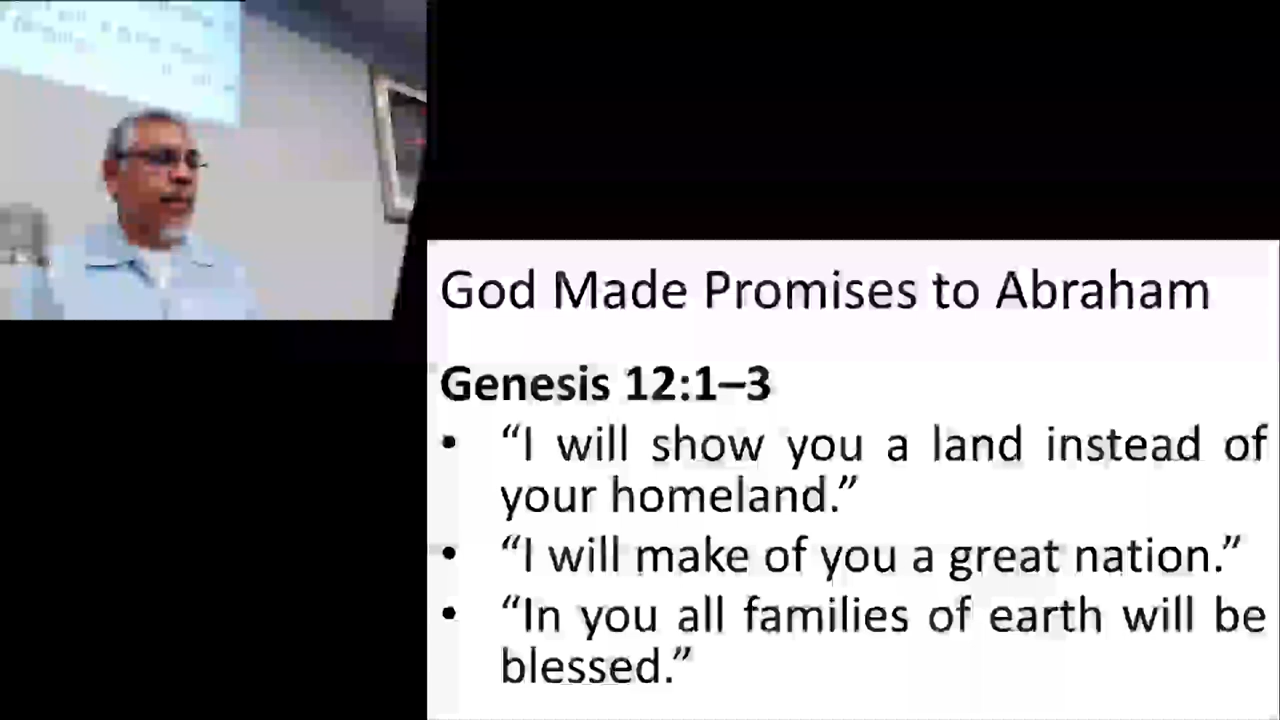 God Made Promises to Abraham
Genesis 12:1–3
• “I will show you a land instead of
your homeland.”
• “I will make of you a great nation.”
• “In you all families of earth will be
blessed.”